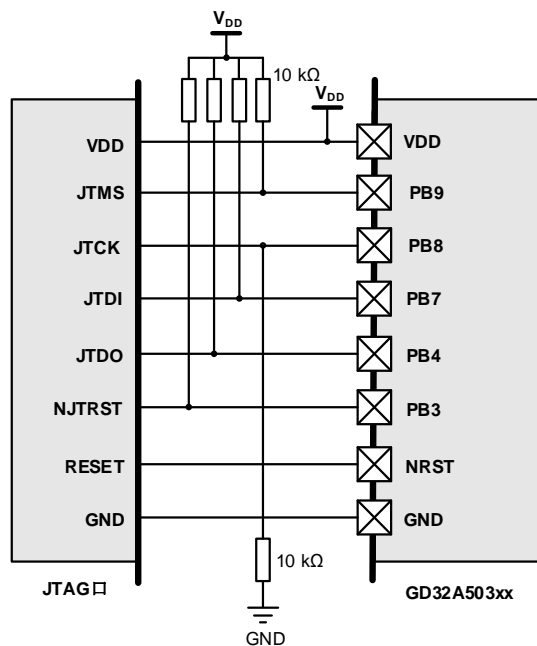 VDD
10 kΩ
VDD
VDD
VDD
JTMS
PB9
JTCK
PB8
JTDI
PB7
JTDO
PB4
NJTRST
PB3
RESET
NRST
GND
GND
10 kΩ
JTAG口
GD32A503xx
GND